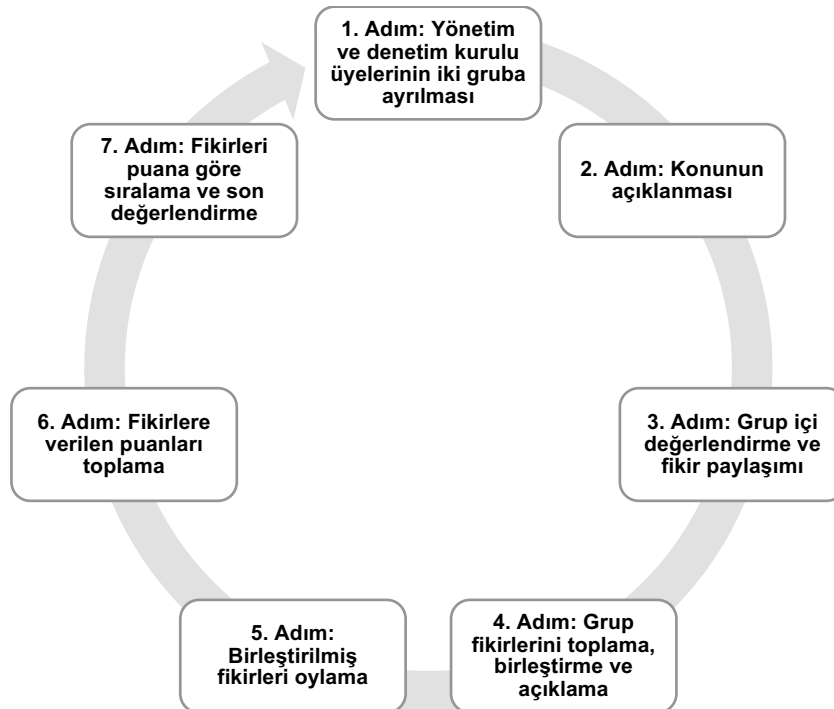 1. Adım: Yönetim
ve denetim kurulu
üyelerinin iki gruba
ayrılması
2. Adım: Konunun
açıklanması
3. Adım: Grup içi
değerlendirme ve
fikir paylaşımı
4. Adım: Grup
fikirlerini toplama,
birleştirme ve
açıklama
5. Adım:
Birleştirilmiş
fikirleri oylama
6. Adım: Fikirlere
verilen puanları
toplama
7. Adım: Fikirleri
puana göre
sıralama ve son
değerlendirme